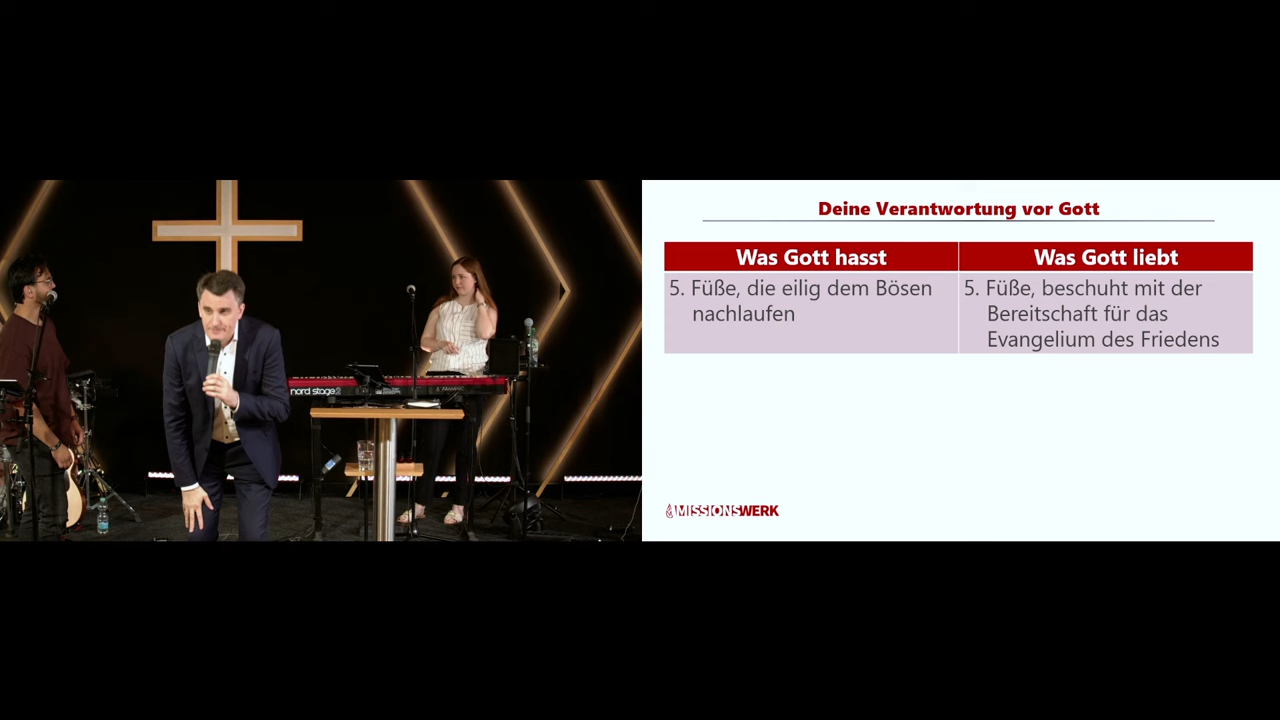 nord stage
Deine Verantwortung vor Gott
Was Gott hasst
Was Gott liebt
5. Füße, die eilig dem Bösen
nachlaufen
5. Füße, beschuht mit der
Bereitschaft für das
Evangelium des Friedens
MISSIONSWERK